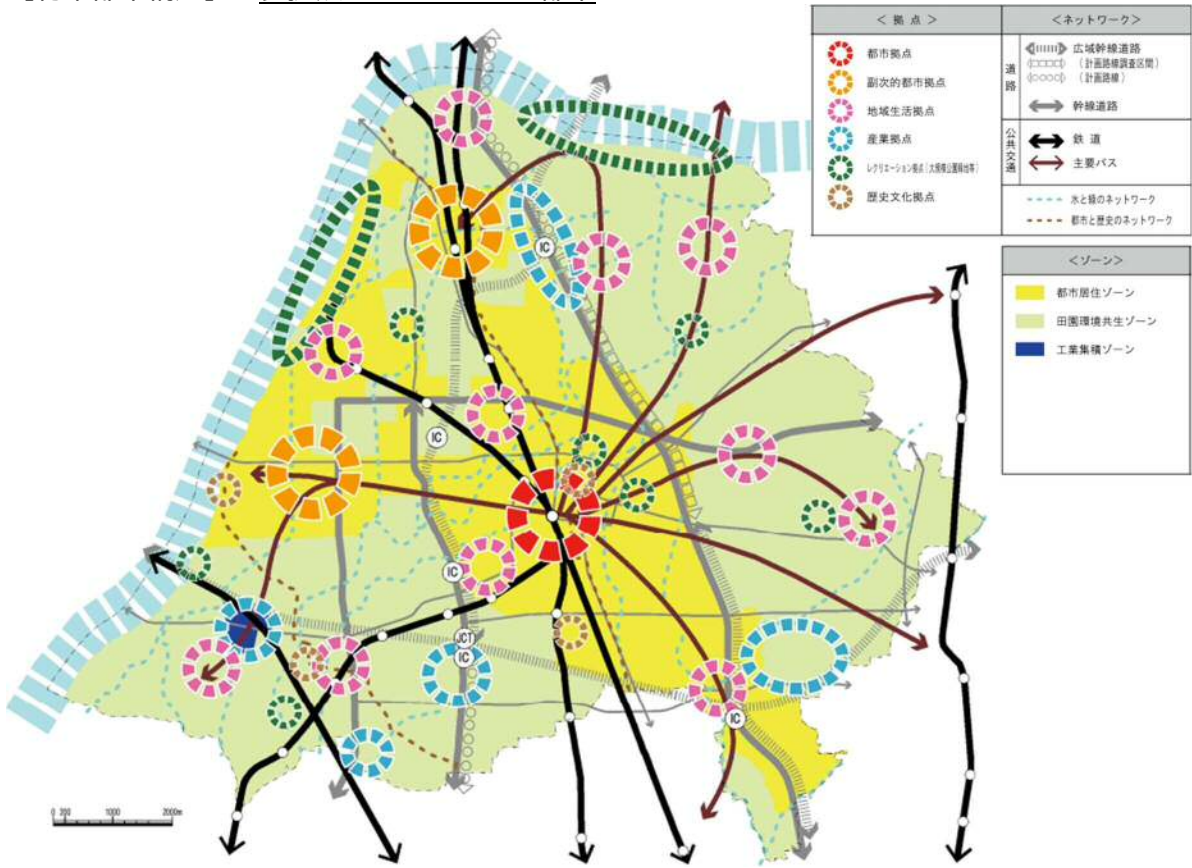 ＜拠点＞
都市拠点
副次的都市拠点
地域生活拠点
産業拠点
レクリエーション拠点（大規模公園緑地等）
歴史文化拠点
＜ネットワーク＞
道路
広域幹線道路
（計画路線調査区間）
（計画路線）
幹線道路
公共交通
鉄道
主要バス
水と緑のネットワーク
都市と歴史のネットワーク
＜ゾーン＞
都市居住ゾーン
田園環境共生ゾーン
工業集積ゾーン
IC
IC
IC
JCT
IC
IC
0 200 1000 2000m